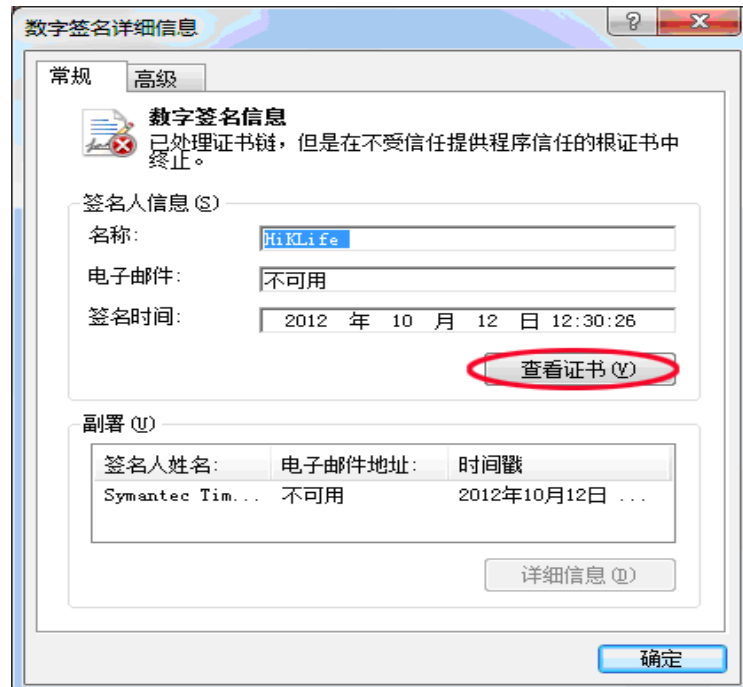 数字签名详细信息
常规 高级
数字签名信息
已处理证书链，但是在不受信任提供程序信任的根证书中
终止。
签名人信息(S)
名称: HiKLife
电子邮件: 不可用
签名时间: 2012 年 10 月 12 日 12:30:26
查看证书(V)
副署(U)
签名人姓名: 电子邮件地址: 时间戳
Symantec Tim... 不可用 2012年10月12日 ...
详细信息(D)
确定